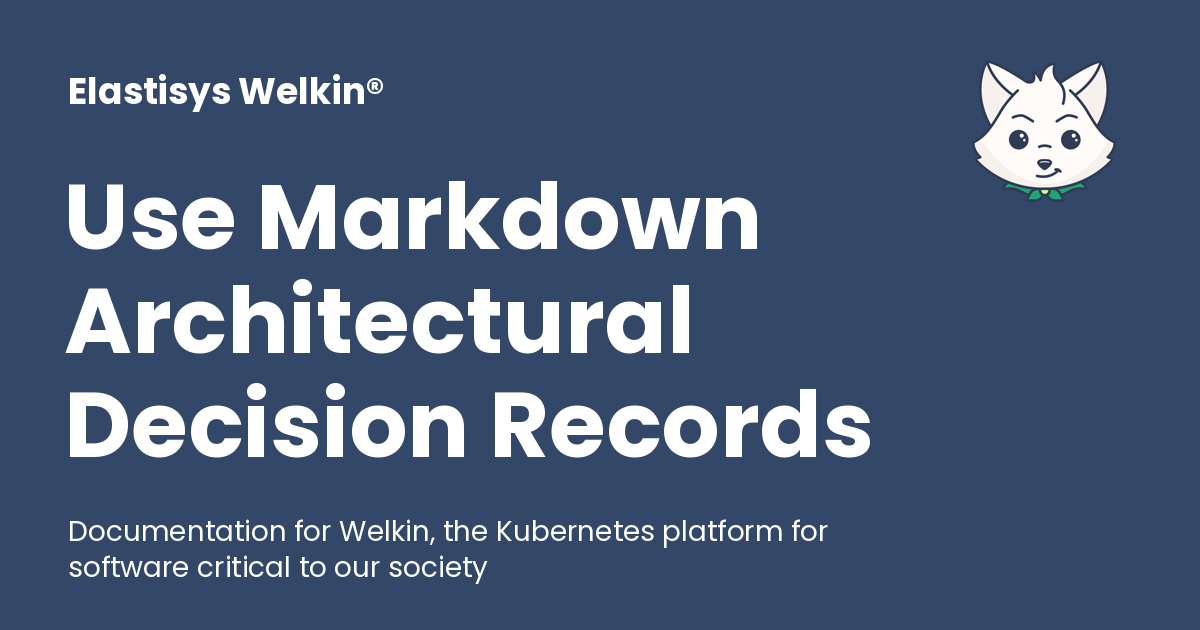 Elastisys Welkin®
Use Markdown
Architectural
Decision Records
Documentation for Welkin, the Kubernetes platform for
software critical to our society